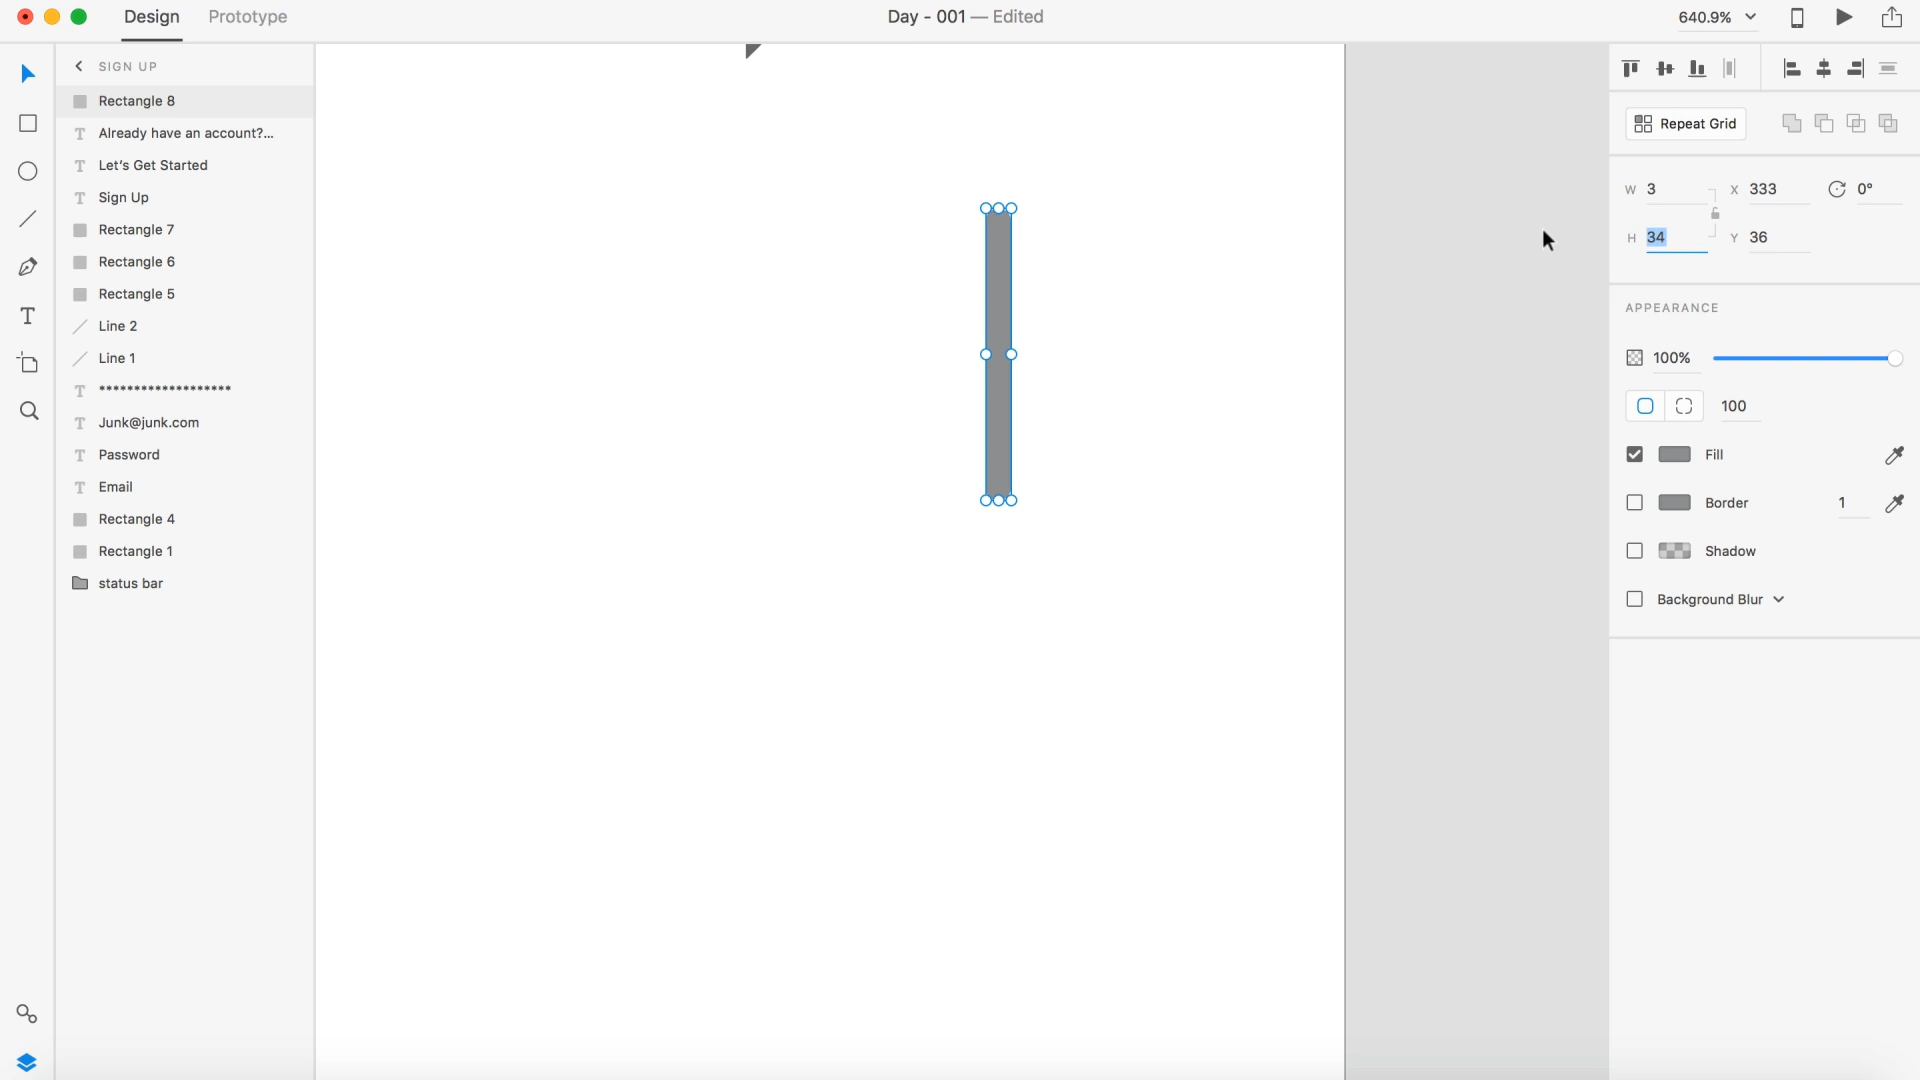 Design Prototype Day - 001 — Edited 640.9%
SIGN UP
Rectangle 8
Already have an account?...
Let's Get Started
Sign Up
Rectangle 7
Rectangle 6
Rectangle 5
Line 2
Line 1
*******************
Junk@junk.com
Password
Email
Rectangle 4
Rectangle 1
status bar
Repeat Grid
W 3 X 333 0°
H 34 Y 36
APPEARANCE
100%
100
Fill
Border 1
Shadow
Background Blur